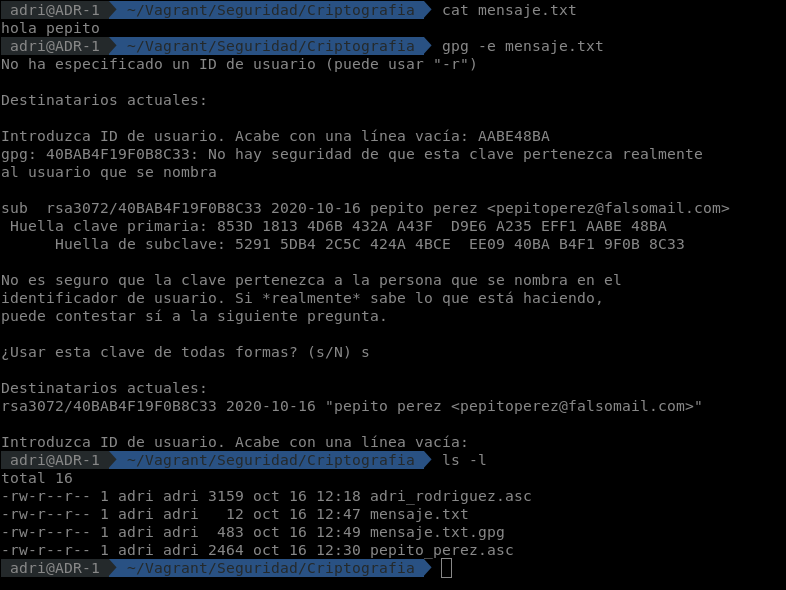 adri@ADR-1 ~/Vagrant/Seguridad/Criptografia cat mensaje.txt
hola pepito
adri@ADR-1 ~/Vagrant/Seguridad/Criptografia gpg -e mensaje.txt
No ha especificado un ID de usuario (puede usar "-r")
Destinatarios actuales:
Introduzca ID de usuario. Acabe con una línea vacía: AABE48BA
gpg: 40BAB4F19F0B8C33: No hay seguridad de que esta clave pertenezca realmente
al usuario que se nombra
sub  rsa3072/40BAB4F19F0B8C33 2020-10-16 pepito perez <pepitoperez@falsomail.com>
Huella clave primaria: 853D 1813 4D6B 432A A43F  D9E6 A235 EFF1 AABE 48BA
Huella de subclave: 5291 5DB4 2C5C 424A 4BCE  EE09 40BA B4F1 9F0B 8C33
No es seguro que la clave pertenezca a la persona que se nombra en el
identificador de usuario. Si *realmente* sabe lo que está haciendo,
puede contestar sí a la siguiente pregunta.
¿Usar esta clave de todas formas? (s/N) s
Destinatarios actuales:
rsa3072/40BAB4F19F0B8C33 2020-10-16 "pepito perez <pepitoperez@falsomail.com>"
Introduzca ID de usuario. Acabe con una línea vacía:
adri@ADR-1 ~/Vagrant/Seguridad/Criptografia ls -l
total 16
-rw-r--r-- 1 adri adri 3159 oct 16 12:18 adri_rodriguez.asc
-rw-r--r-- 1 adri adri   12 oct 16 12:47 mensaje.txt
-rw-r--r-- 1 adri adri  483 oct 16 12:49 mensaje.txt.gpg
-rw-r--r-- 1 adri adri 2464 oct 16 12:30 pepito_perez.asc
adri@ADR-1 ~/Vagrant/Seguridad/Criptografia